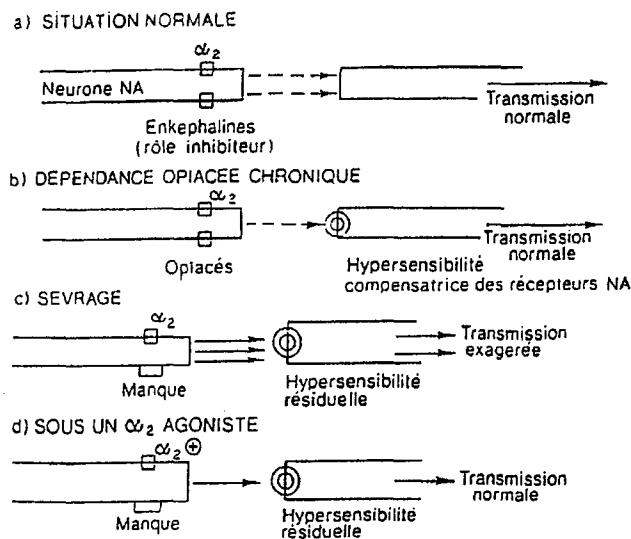 a) SITUATION NORMALE
α2
Neurone NA
Enkephalines
(rôle inhibiteur)
Transmission
normale
b) DEPENDANCE OPIACEE CHRONIQUE
α2
Opiacés
Hypersensibilité
compensatrice des récepteurs NA
Transmission
normale
c) SEVRAGE
α2
Manque
Hypersensibilité
résiduelle
Transmission
exagerée
d) SOUS UN α2 AGONISTE
α2 +
Manque
Hypersensibilité
résiduelle
Transmission
normale